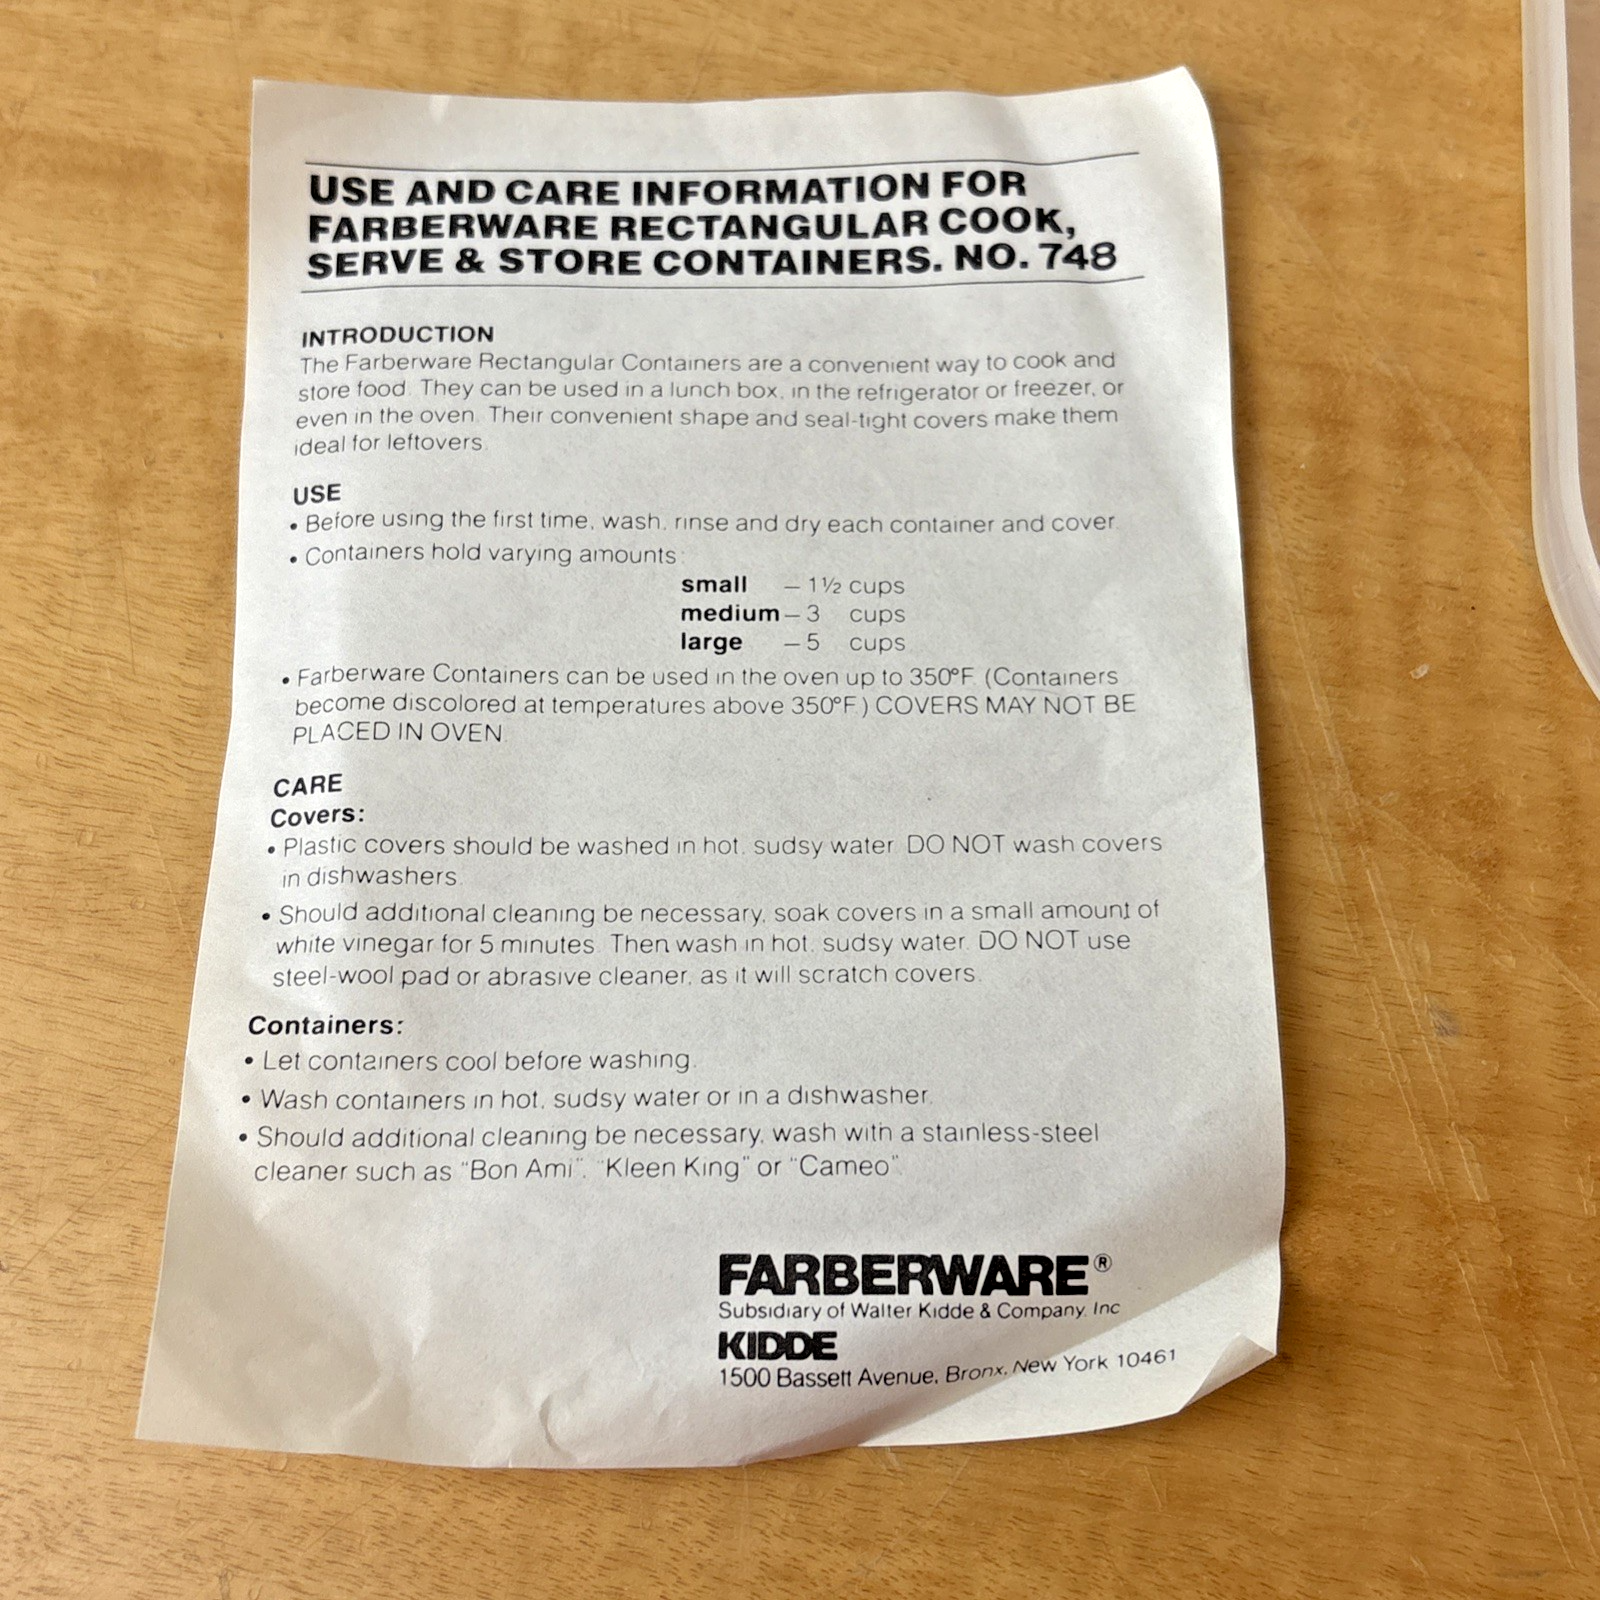 USE AND CARE INFORMATION FOR
FARBERWARE RECTANGULAR COOK,
SERVE & STORE CONTAINERS. NO. 748
INTRODUCTION
The Farberware Rectangular Containers are a convenient way to cook and
store food. They can be used in a lunch box, in the refrigerator or freezer, or
even in the oven. Their convenient shape and seal-tight covers make them
ideal for leftovers.
USE
• Before using the first time, wash, rinse and dry each container and cover.
• Containers hold varying amounts:
small – 1½ cups
medium – 3 cups
large – 5 cups
• Farberware Containers can be used in the oven up to 350°F. (Containers
become discolored at temperatures above 350°F.) COVERS MAY NOT BE
PLACED IN OVEN.
CARE
Covers:
• Plastic covers should be washed in hot, sudsy water. DO NOT wash covers
in dishwashers.
• Should additional cleaning be necessary, soak covers in a small amount of
white vinegar for 5 minutes. Then wash in hot, sudsy water. DO NOT use
steel-wool pad or abrasive cleaner, as it will scratch covers.
Containers:
• Let containers cool before washing.
• Wash containers in hot, sudsy water or in a dishwasher.
• Should additional cleaning be necessary, wash with a stainless-steel
cleaner such as "Bon Ami", "Kleen King" or "Cameo".
FARBERWARE®
Subsidiary of Walter Kidde & Company, Inc
KIDDE
1500 Bassett Avenue, Bronx, New York 10461